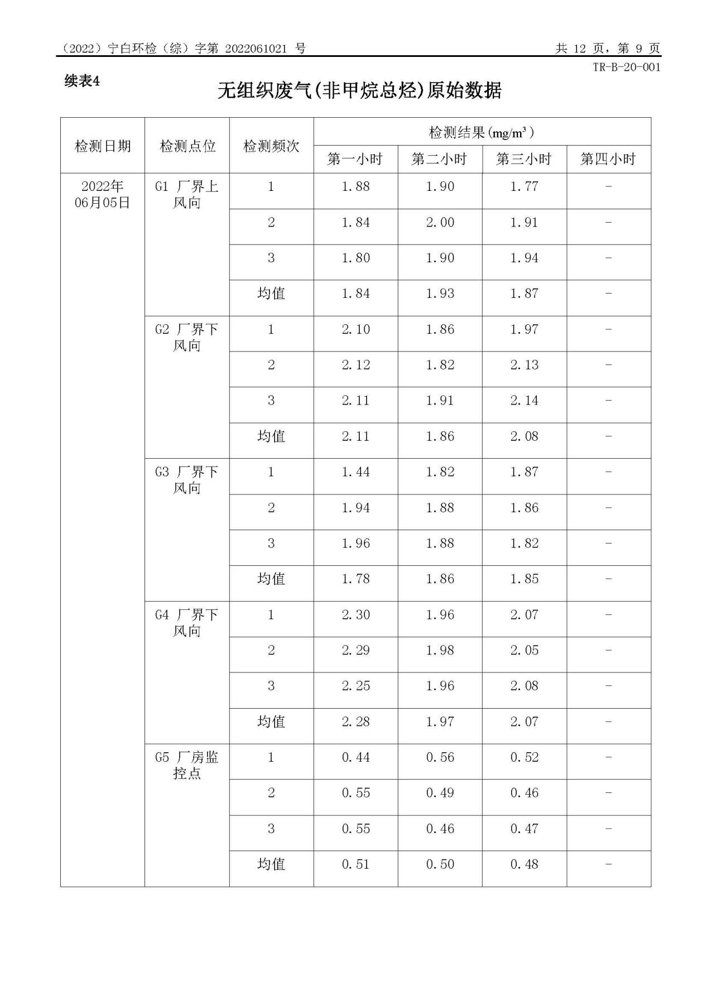 （2022）宁白环检（综）字第 2022061021 号 共 12 页，第 9 页
TR-B-20-001
续表4
无组织废气(非甲烷总烃)原始数据
检测日期 检测点位 检测频次 检测结果(mg/m³)
第一小时 第二小时 第三小时 第四小时
2022年 G1 厂界上 1 1.88 1.90 1.77 -
06月05日 风向
2 1.84 2.00 1.91 -
3 1.80 1.90 1.94 -
均值 1.84 1.93 1.87 -
G2 厂界下 1 2.10 1.86 1.97 -
风向
2 2.12 1.82 2.13 -
3 2.11 1.91 2.14 -
均值 2.11 1.86 2.08 -
G3 厂界下 1 1.44 1.82 1.87 -
风向
2 1.94 1.88 1.86 -
3 1.96 1.88 1.82 -
均值 1.78 1.86 1.85 -
G4 厂界下 1 2.30 1.96 2.07 -
风向
2 2.29 1.98 2.05 -
3 2.25 1.96 2.08 -
均值 2.28 1.97 2.07 -
G5 厂房监 1 0.44 0.56 0.52 -
控点
2 0.55 0.49 0.46 -
3 0.55 0.46 0.47 -
均值 0.51 0.50 0.48 -